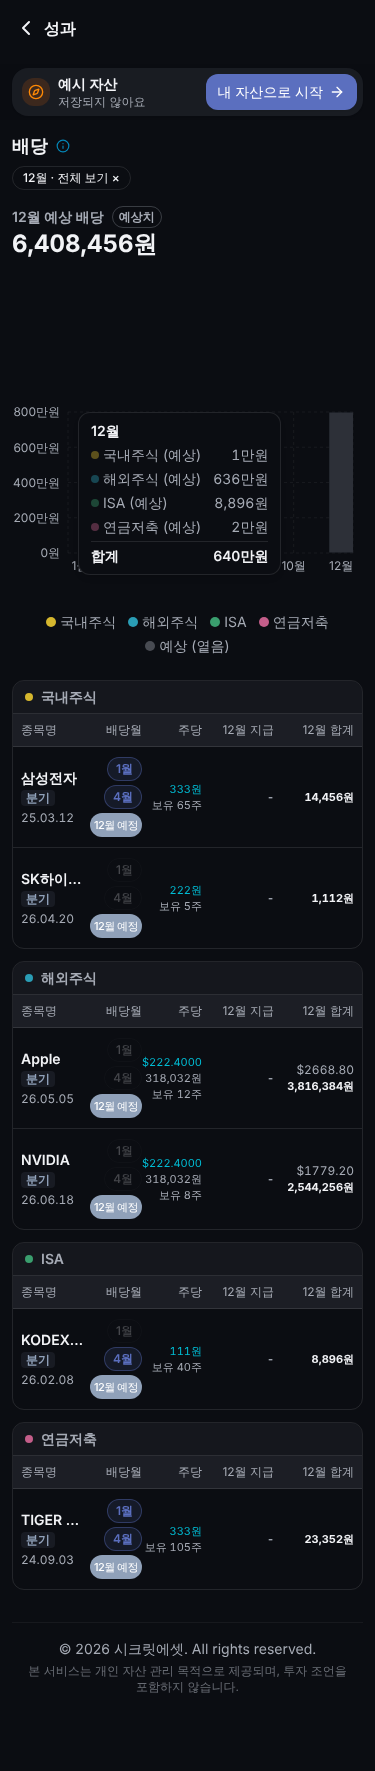 성과
예시 자산
저장되지 않아요
내 자산으로 시작 →
배당
12월 · 전체 보기 ×
12월 예상 배당 예상치
6,408,456원
800만원
600만원
400만원
200만원
0원
12월
국내주식 (예상) 1만원
해외주식 (예상) 636만원
ISA (예상) 8,896원
연금저축 (예상) 2만원
합계 640만원
10월 12월
국내주식 해외주식 ISA 연금저축
예상 (옅음)
국내주식
종목명 배당월 주당 12월 지급 12월 합계
삼성전자
분기
25.03.12
1월
4월
12월 예정
333원
보유 65주
-
14,456원
SK하이...
분기
26.04.20
1월
4월
12월 예정
222원
보유 5주
-
1,112원
해외주식
종목명 배당월 주당 12월 지급 12월 합계
Apple
분기
26.05.05
1월
4월
12월 예정
$222.4000
318,032원
보유 12주
-
$2668.80
3,816,384원
NVIDIA
분기
26.06.18
1월
4월
12월 예정
$222.4000
318,032원
보유 8주
-
$1779.20
2,544,256원
ISA
종목명 배당월 주당 12월 지급 12월 합계
KODEX...
분기
26.02.08
1월
4월
12월 예정
111원
보유 40주
-
8,896원
연금저축
종목명 배당월 주당 12월 지급 12월 합계
TIGER ...
분기
24.09.03
1월
4월
12월 예정
333원
보유 105주
-
23,352원
© 2026 시크릿에셋. All rights reserved.
본 서비스는 개인 자산 관리 목적으로 제공되며, 투자 조언을
포함하지 않습니다.